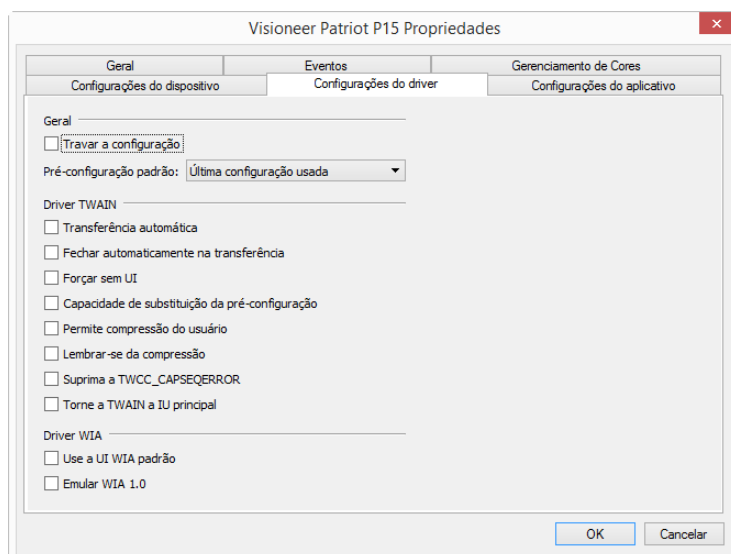 Visioneer Patriot P15 Propriedades
Geral
Eventos
Gerenciamento de Cores
Configurações do dispositivo
Configurações do driver
Configurações do aplicativo
Geral
Travar a configuração
Pré-configuração padrão: Última configuração usada
Driver TWAIN
Transferência automática
Fechar automaticamente na transferência
Forçar sem UI
Capacidade de substituição da pré-configuração
Permite compressão do usuário
Lembrar-se da compressão
Suprima a TWCC_CAPSEQERROR
Torne a TWAIN a IU principal
Driver WIA
Use a UI WIA padrão
Emular WIA 1.0
OK
Cancelar